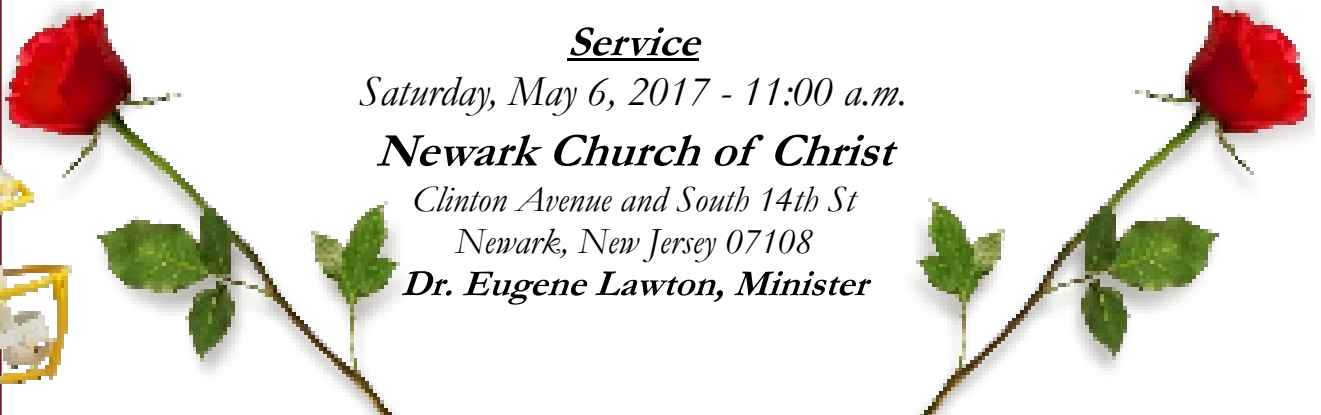 Service
Saturday, May 6, 2017 - 11:00 a.m.
Newark Church of Christ
Clinton Avenue and South 14th St
Newark, New Jersey 07108
Dr. Eugene Lawton, Minister